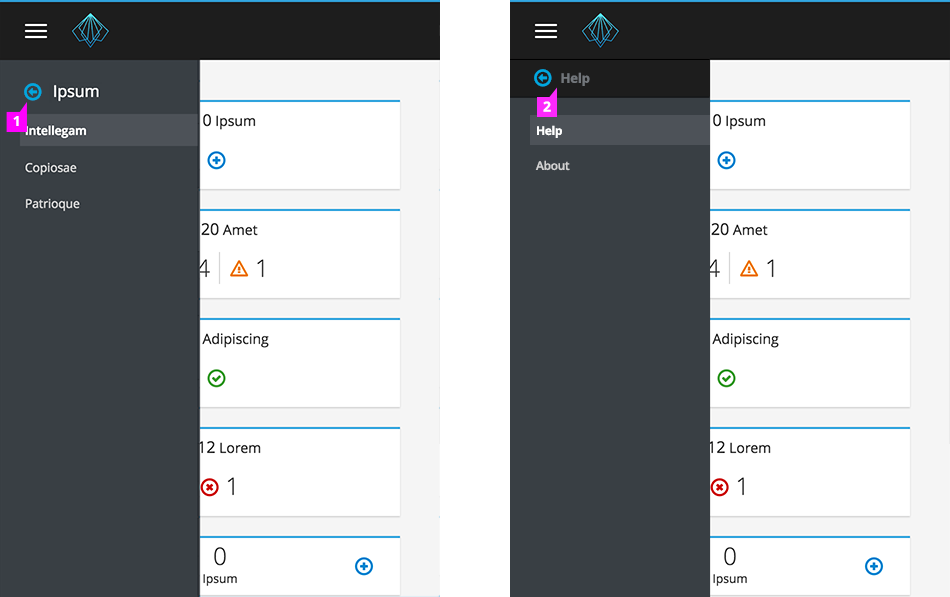 Ipsum
1
Intellegam
Copiosae
Patrioque
0 Ipsum
20 Amet
4 1
Adipiscing
12 Lorem
1
0
Ipsum
Help
2
Help
About
0 Ipsum
20 Amet
4 1
Adipiscing
12 Lorem
1
0
Ipsum